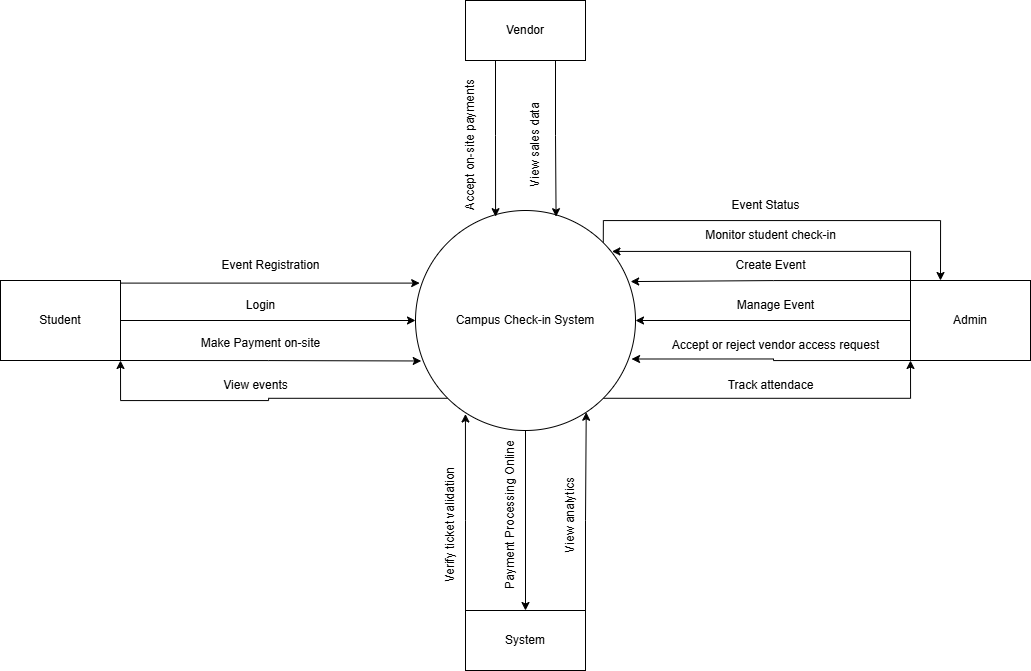 Vendor
Accept on-site payments
View sales data
Event Status
Monitor student check-in
Event Registration
Create Event
Login
Manage Event
Student
Campus Check-in System
Admin
Make Payment on-site
Accept or reject vendor access request
View events
Track attendace
Verify ticket validation
Payment Processing Online
View analytics
System